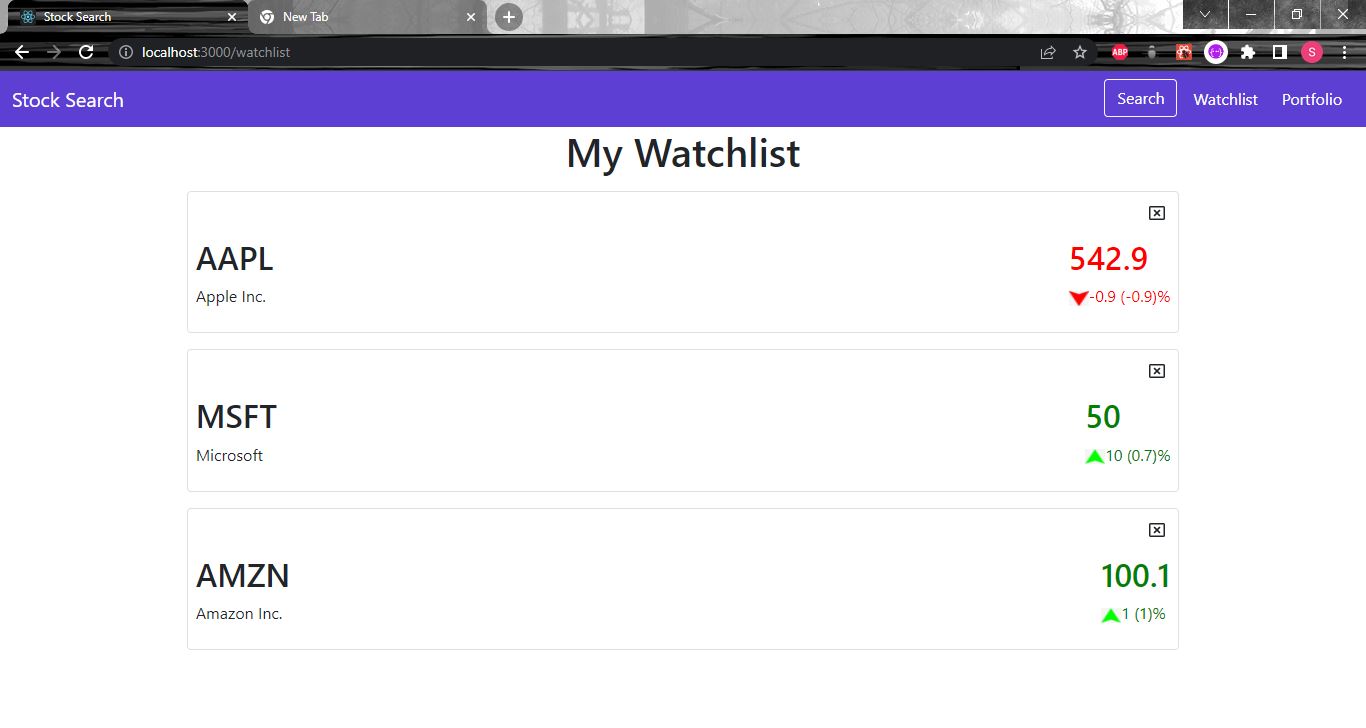 Stock Search
New Tab
localhost:3000/watchlist
ABP
S
Stock Search
Search
Watchlist
Portfolio
My Watchlist
AAPL
542.9
Apple Inc.
-0.9 (-0.9)%
MSFT
50
Microsoft
10 (0.7)%
AMZN
100.1
Amazon Inc.
1 (1)%